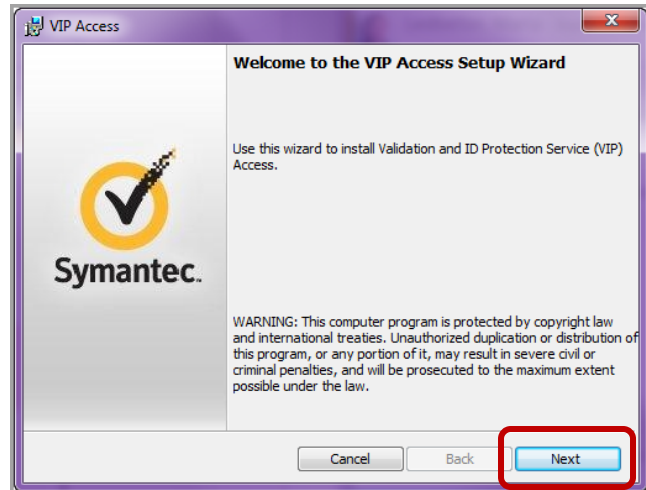 VIP Access
Welcome to the VIP Access Setup Wizard
Use this wizard to install Validation and ID Protection Service (VIP)
Access.
Symantec.
WARNING: This computer program is protected by copyright law
and international treaties. Unauthorized duplication or distribution of
this program, or any portion of it, may result in severe civil or
criminal penalties, and will be prosecuted to the maximum extent
possible under the law.
Cancel
Back
Next